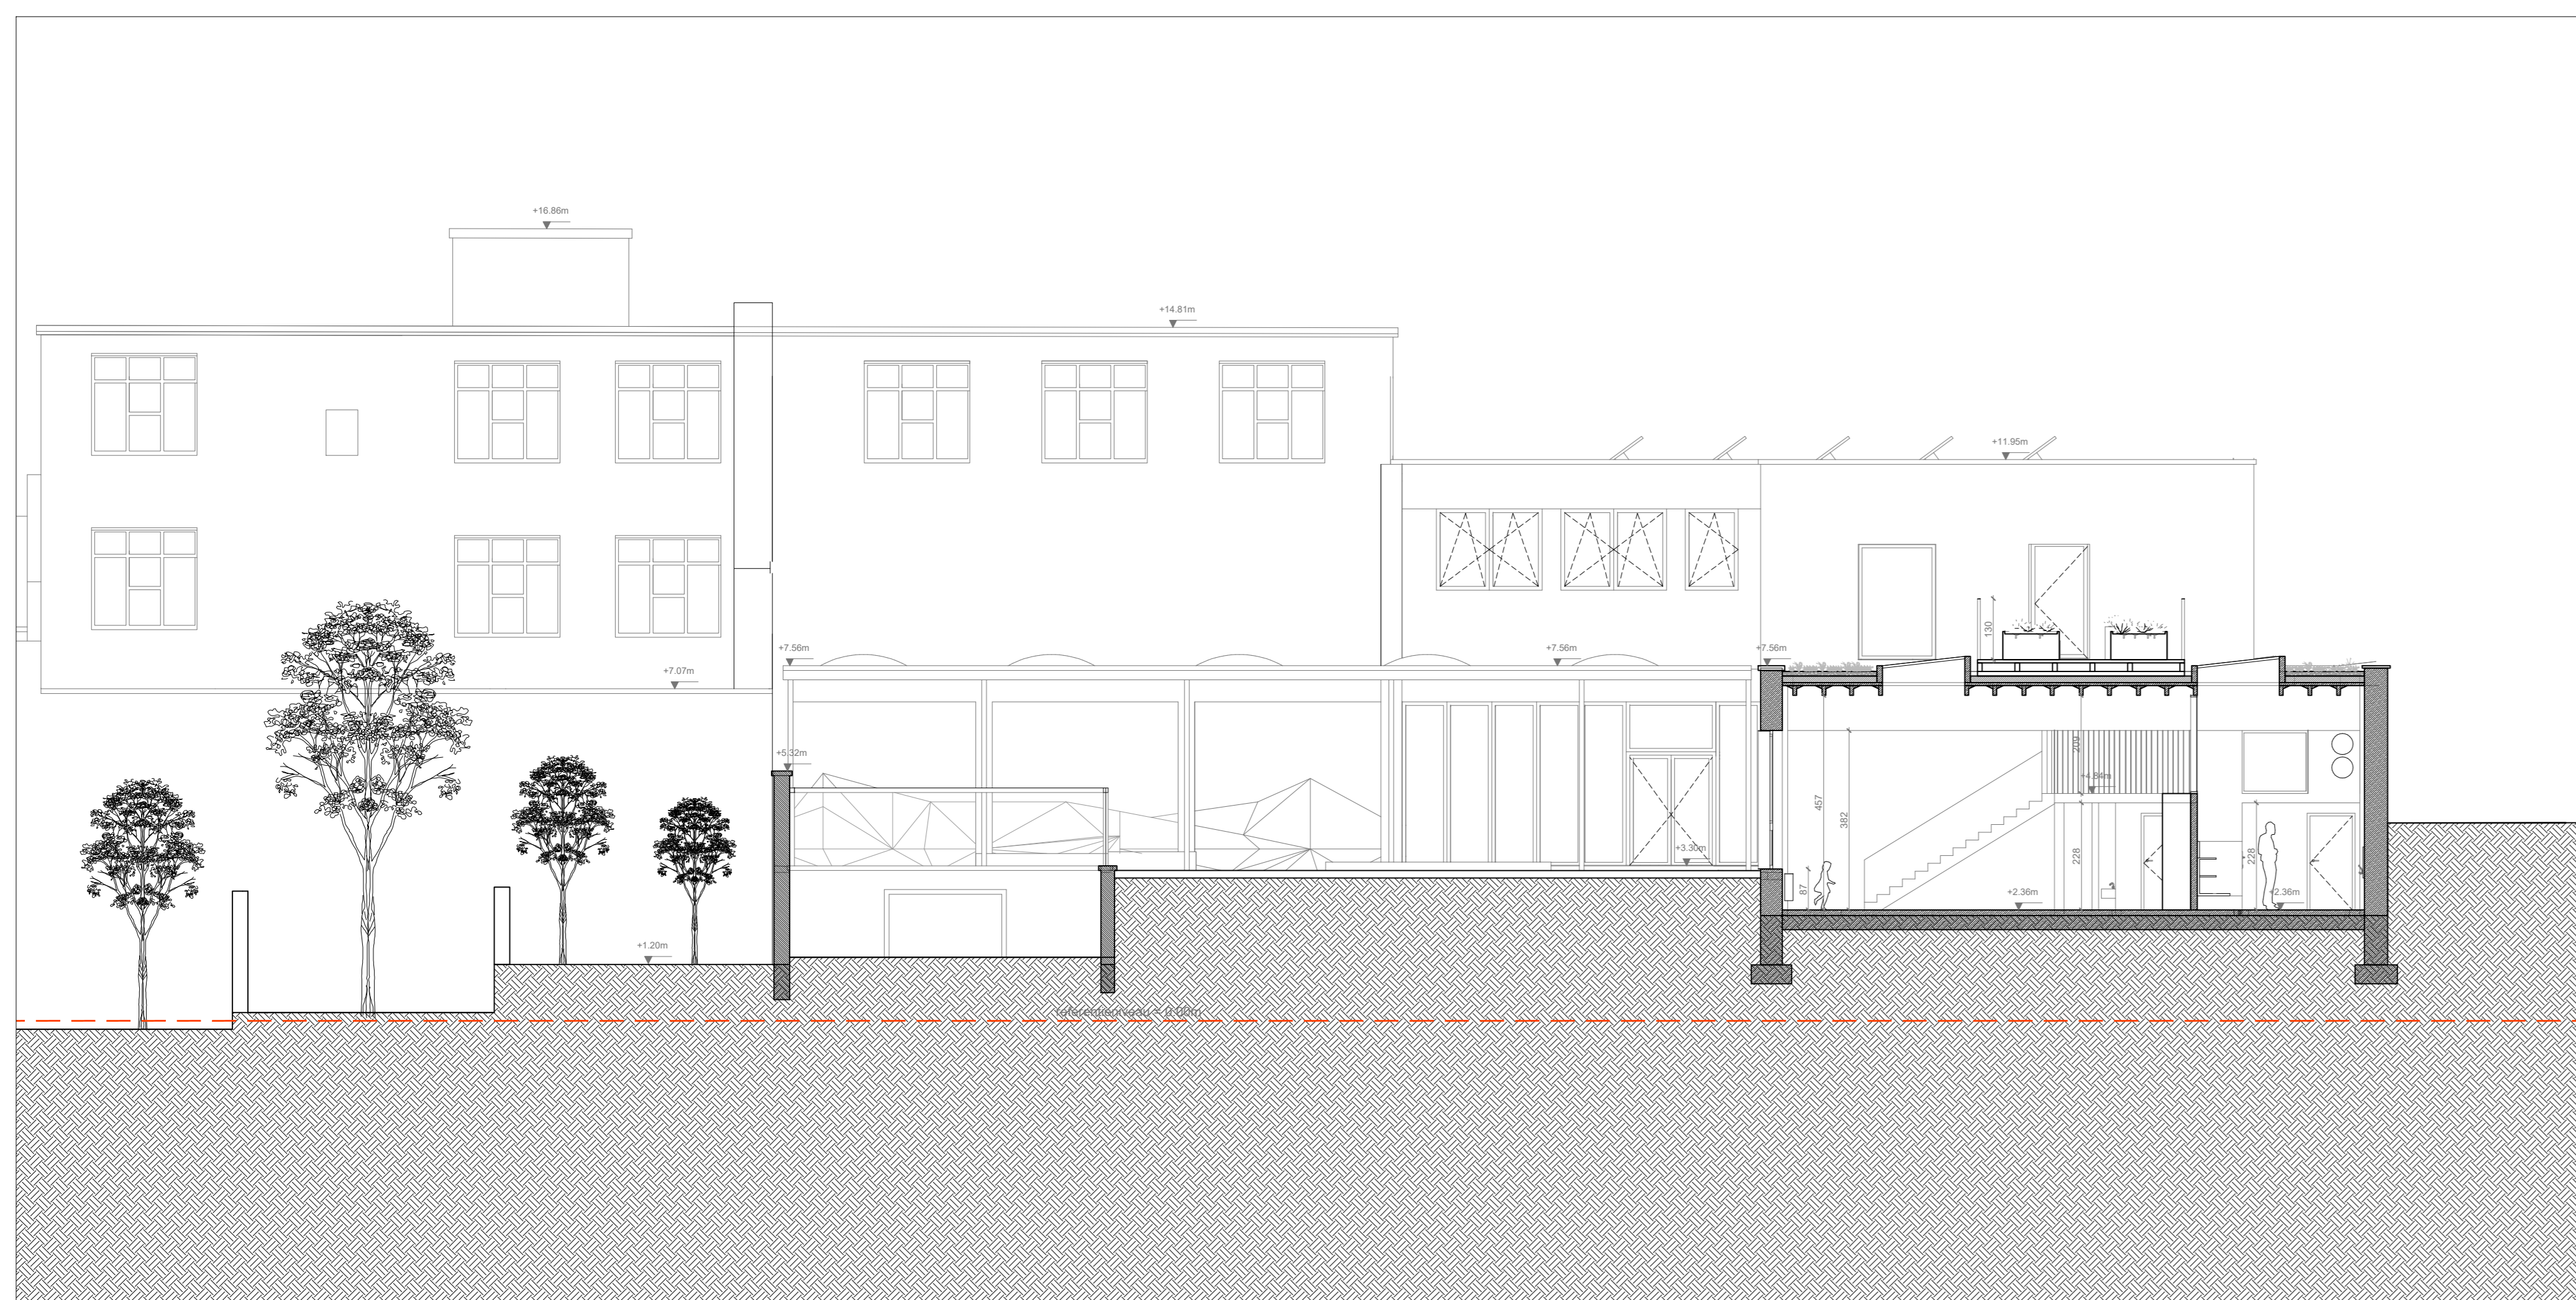 +16.86m
+14.81m
+11.95m
130
+7.56m
+7.56m
+7.56m
+7.07m
+5.32m
209
+4.84m
457
382
+3.30m
228
228
87
+2.36m
+2.36m
+1.20m
referentieniveau = 0.00m